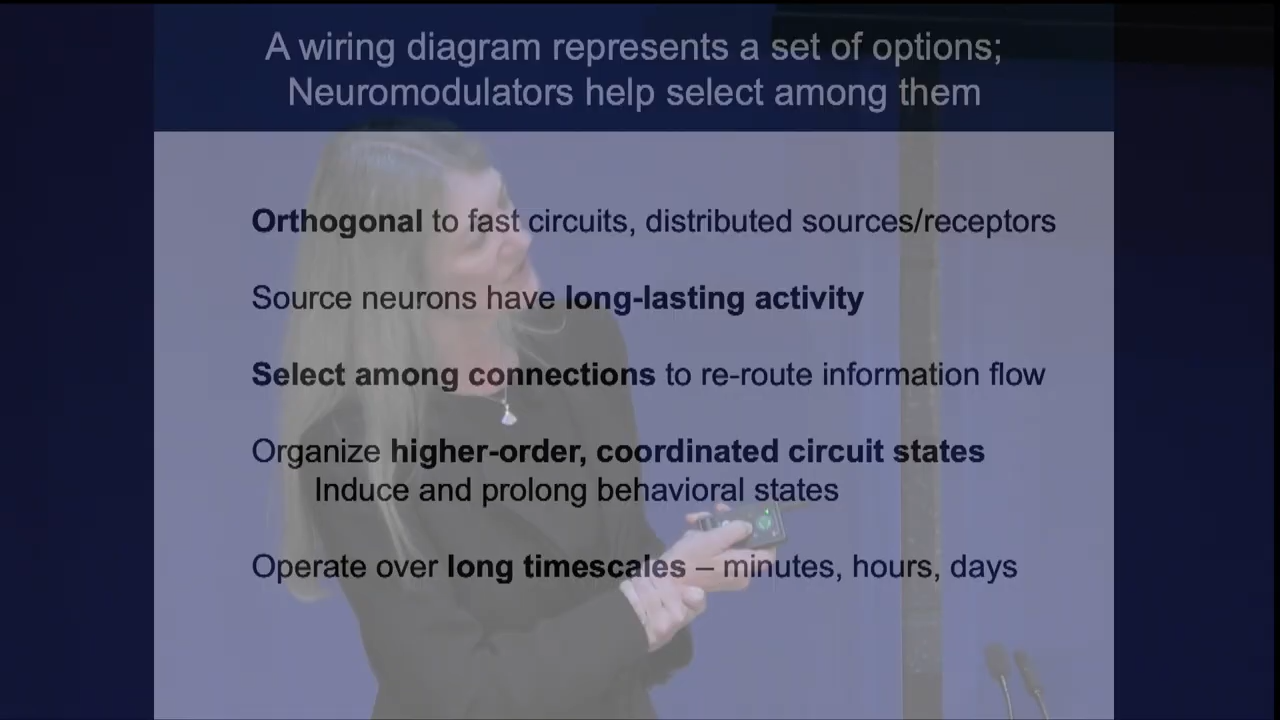 A wiring diagram represents a set of options;
Neuromodulators help select among them
Orthogonal to fast circuits, distributed sources/receptors
Source neurons have long-lasting activity
Select among connections to re-route information flow
Organize higher-order, coordinated circuit states
Induce and prolong behavioral states
Operate over long timescales – minutes, hours, days